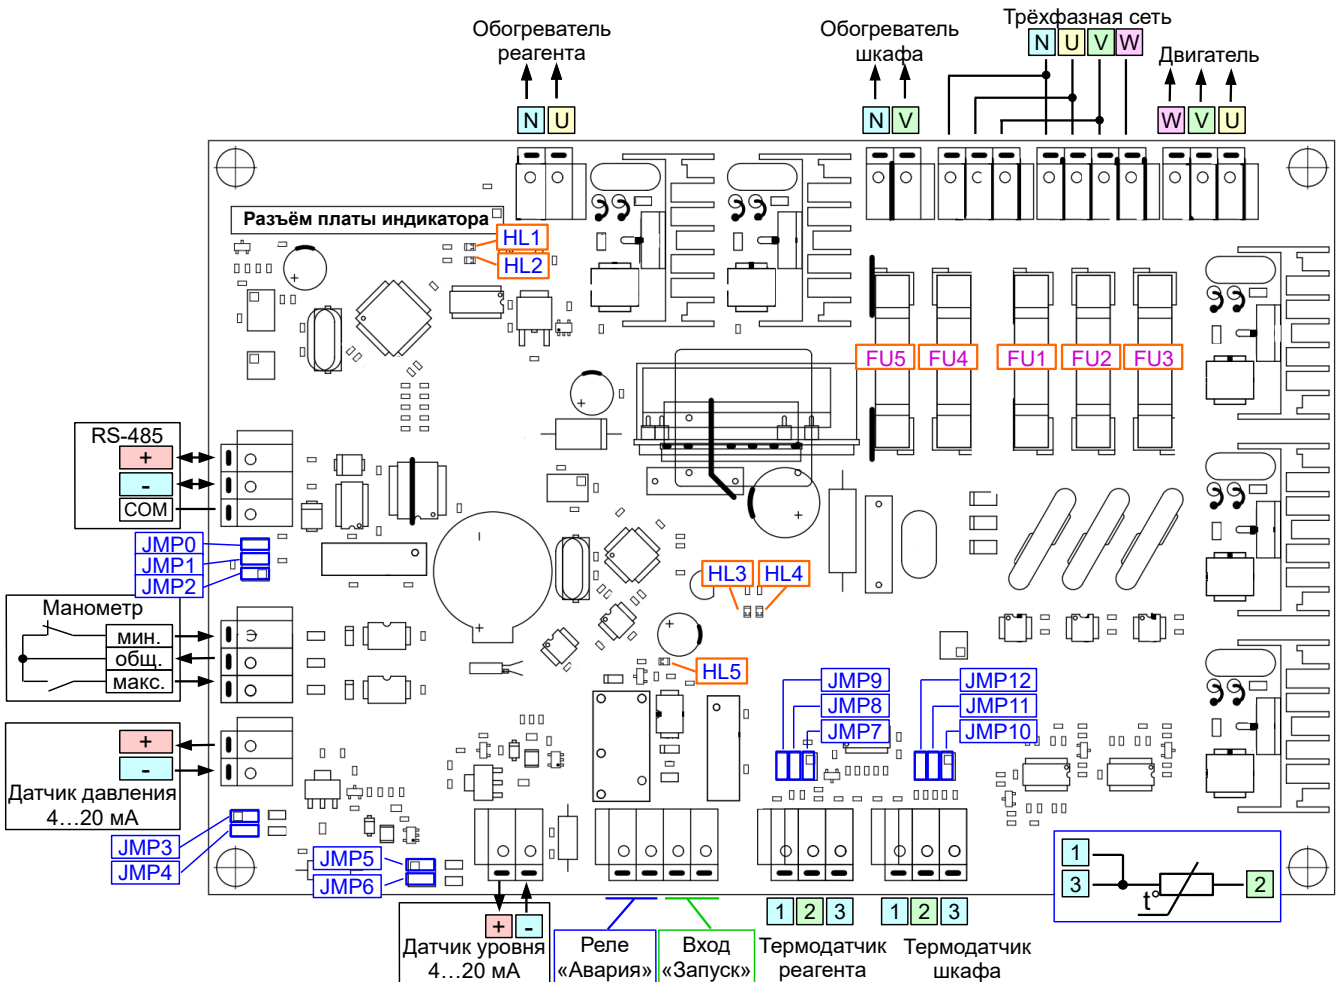 Обогреватель
реагента
N U
Обогреватель
шкафа
N V
Трёхфазная сеть
N U V W
Двигатель
W V U
Разъём платы индикатора
HL1
HL2
FU5 FU4 FU1 FU2 FU3
RS-485
+
-
COM
JMP0
JMP1
JMP2
HL3 HL4
HL5
Манометр
мин.
общ.
макс.
JMP9
JMP8
JMP7
JMP12
JMP11
JMP10
+
-
Датчик давления
4...20 мА
JMP3
JMP4
JMP5
JMP6
+ -
Датчик уровня
4...20 мА
Реле
«Авария»
Вход
«Запуск»
1 2 3
Термодатчик
реагента
1 2 3
Термодатчик
шкафа
1
3
t°
2